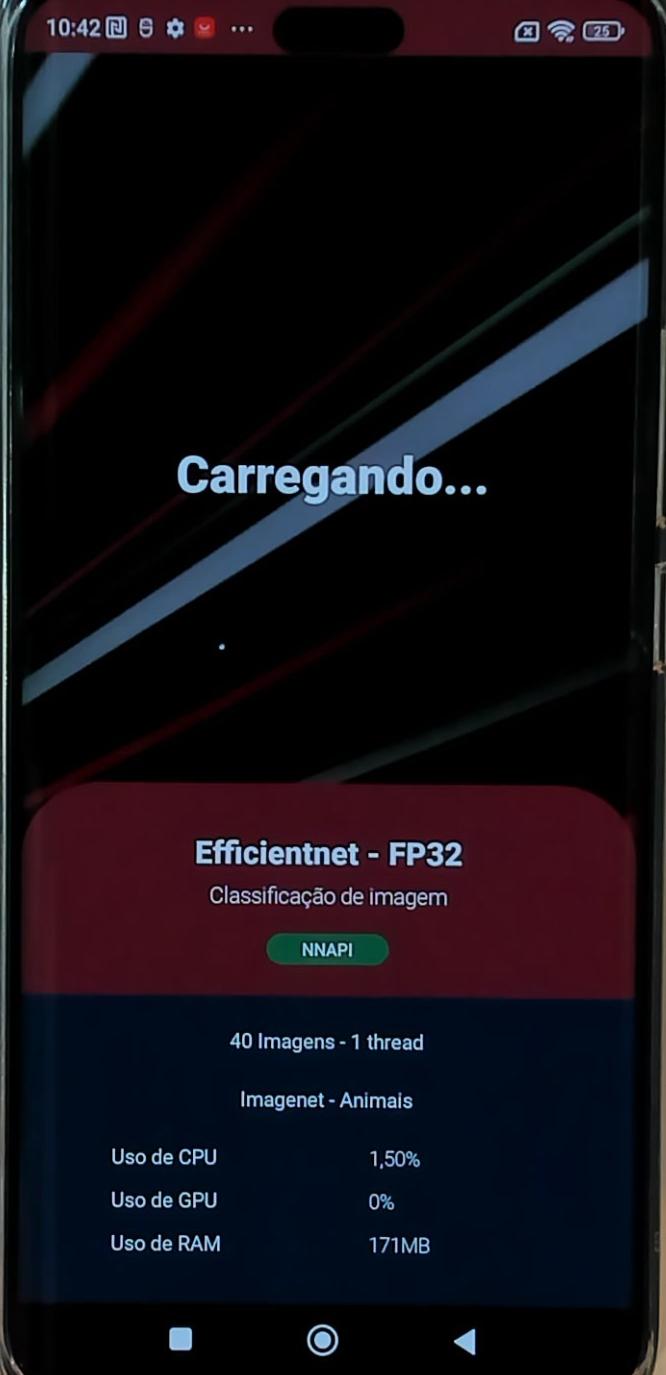 10:42
25
Carregando...
Efficientnet - FP32
Classificação de imagem
NNAPI
40 Imagens - 1 thread
Imagenet - Animais
Uso de CPU 1,50%
Uso de GPU 0%
Uso de RAM 171MB